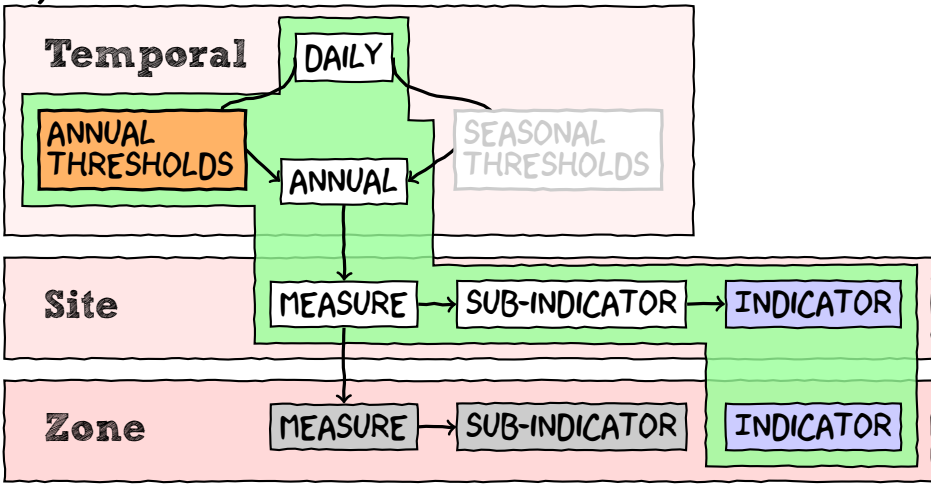 Temporal
DAILY
ANNUAL
THRESHOLDS
SEASONAL
THRESHOLDS
ANNUAL
Site
MEASURE
SUB-INDICATOR
INDICATOR
Zone
MEASURE
SUB-INDICATOR
INDICATOR